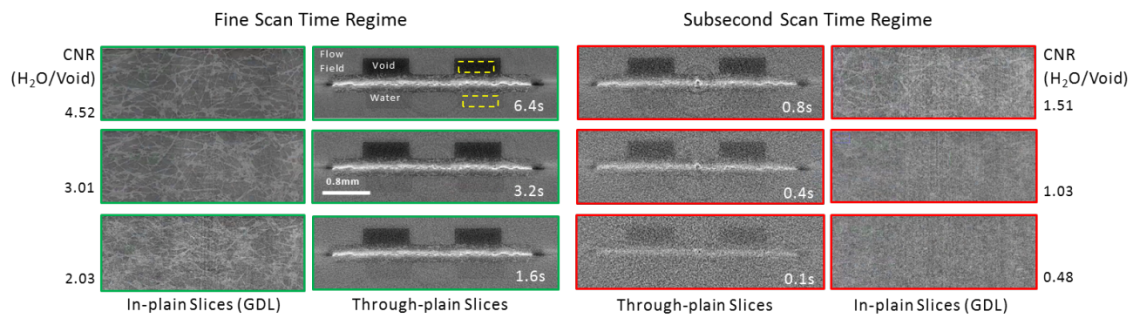 Fine Scan Time Regime
Subsecond Scan Time Regime
CNR
(H₂O/Void)
4.52
3.01
2.03
Flow
Field
Void
Water
6.4s
0.8mm
3.2s
1.6s
0.8s
0.4s
0.1s
CNR
(H₂O/Void)
1.51
1.03
0.48
In-plain Slices (GDL)
Through-plain Slices
Through-plain Slices
In-plain Slices (GDL)